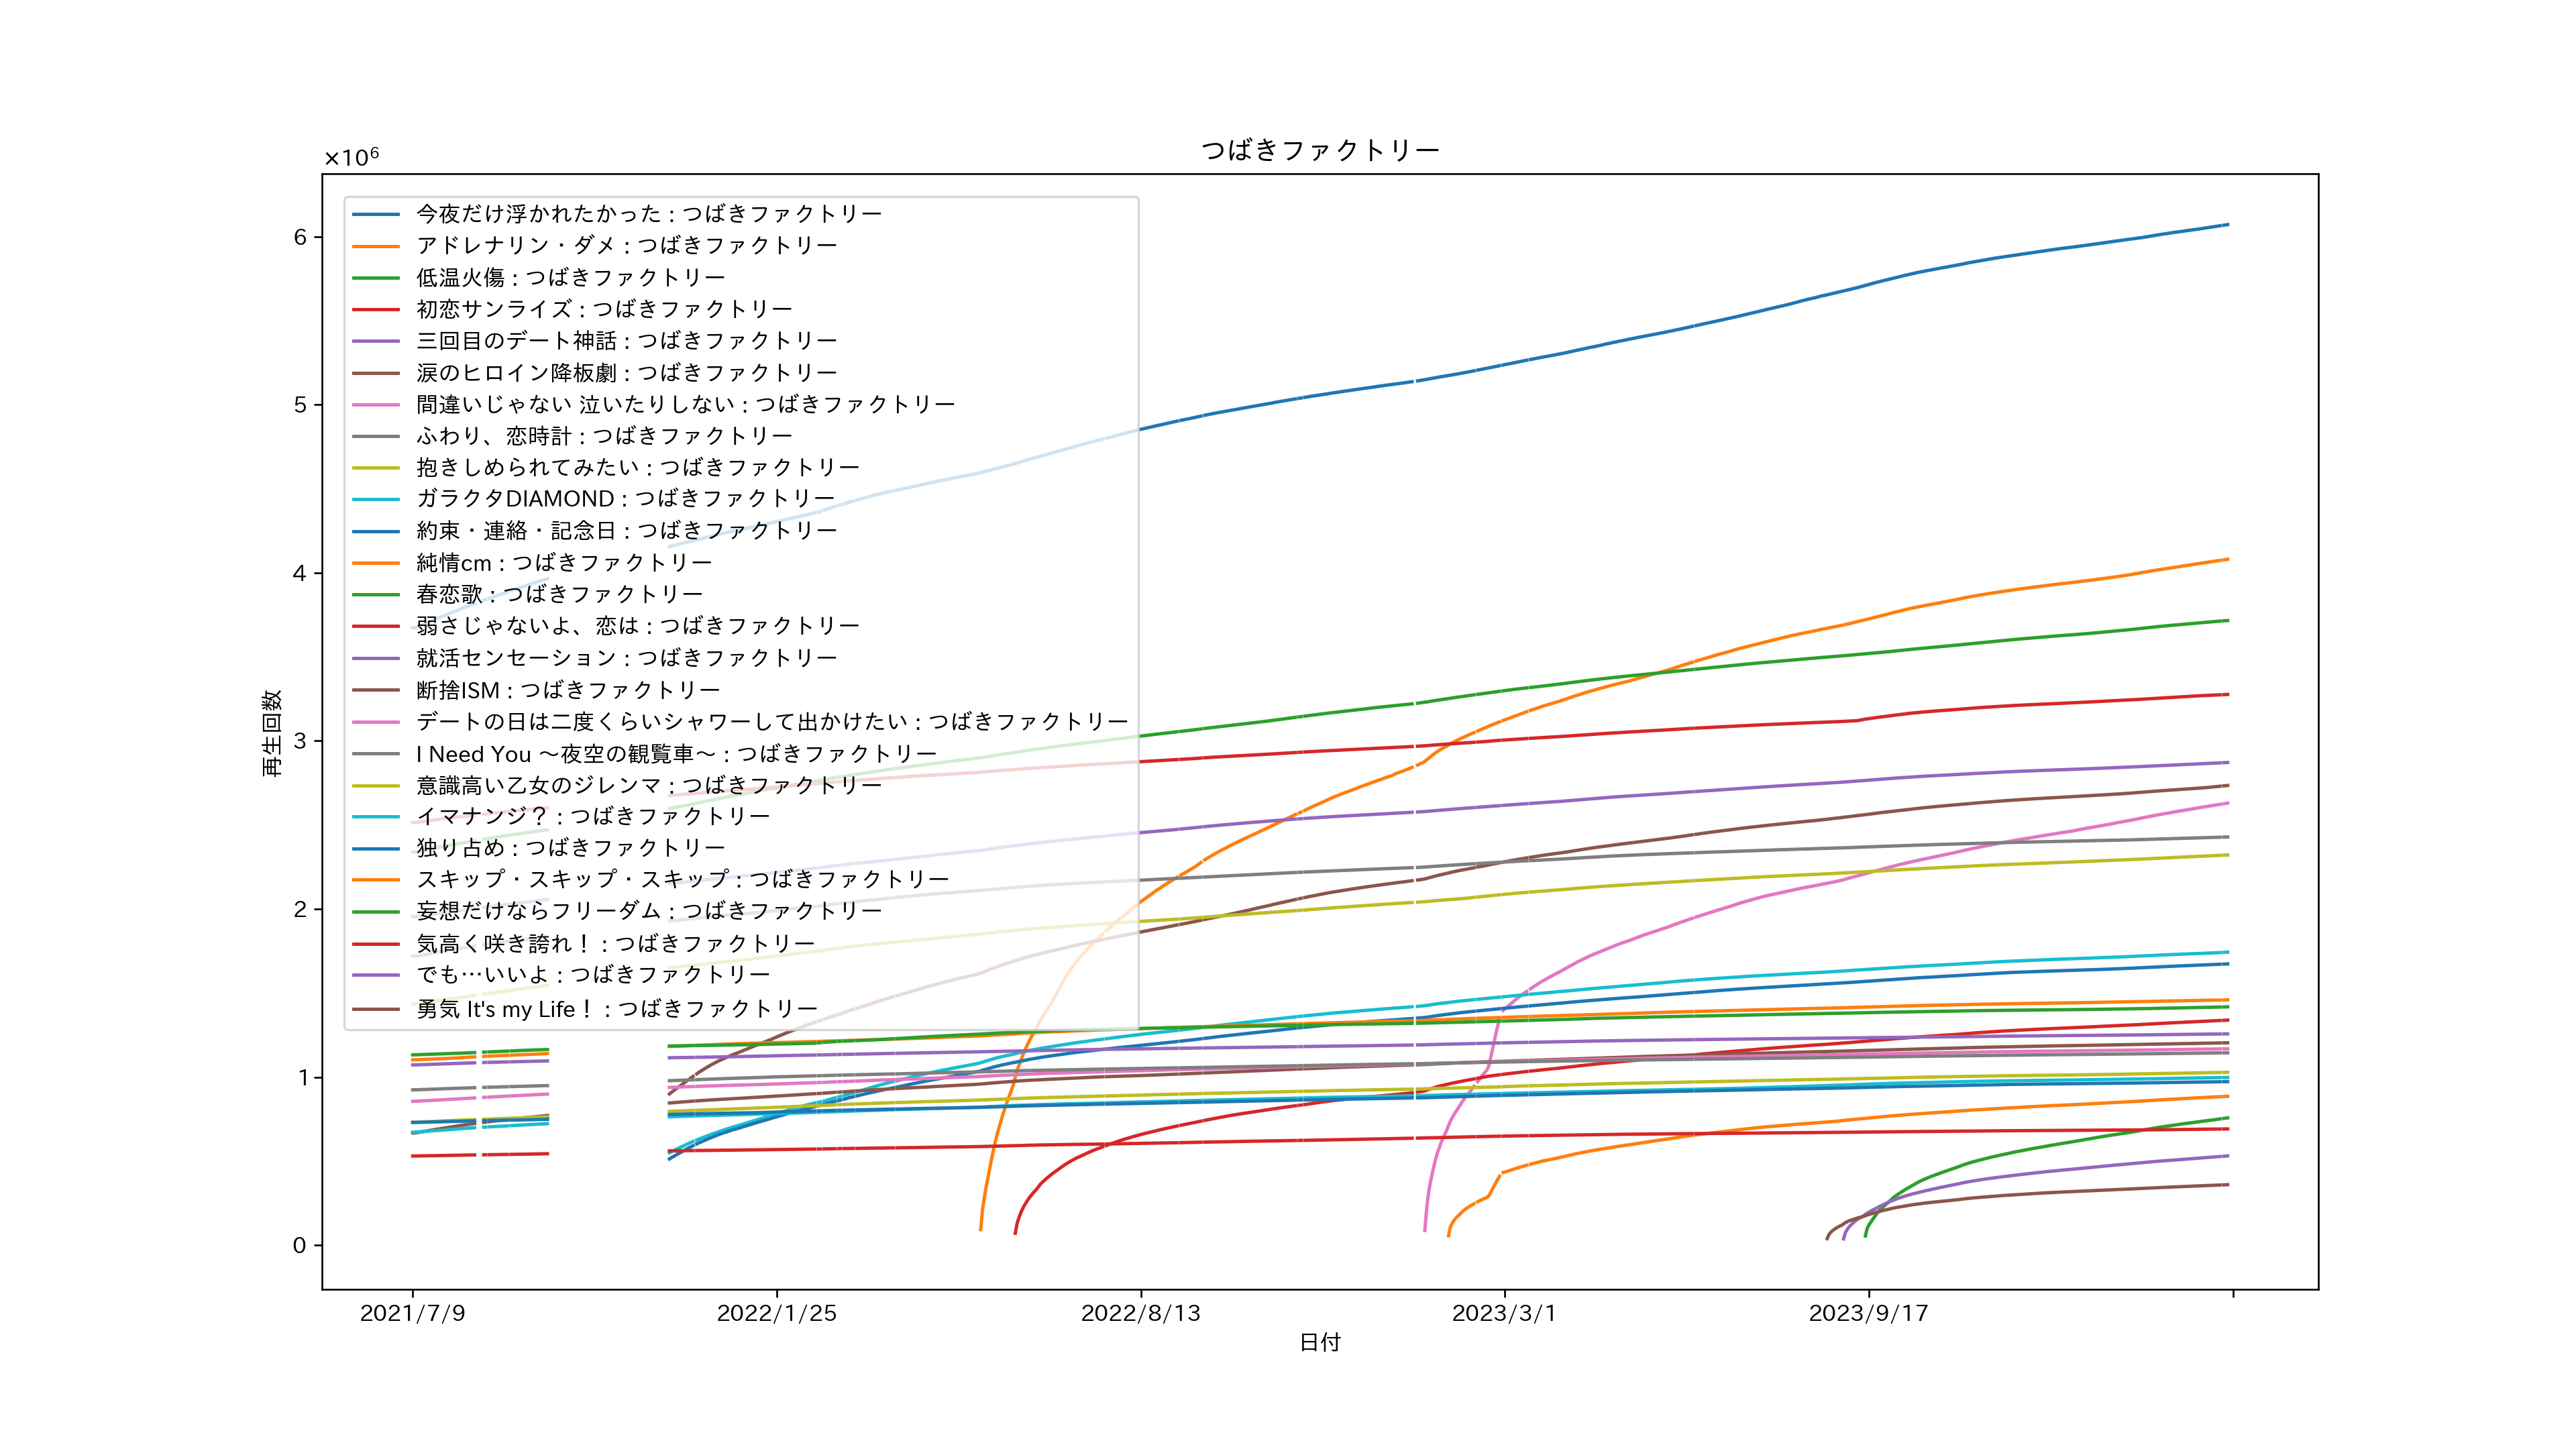 つばきファクトリー
×10⁶
今夜だけ浮かれたかった : つばきファクトリー
アドレナリン・ダメ : つばきファクトリー
低温火傷 : つばきファクトリー
初恋サンライズ : つばきファクトリー
三回目のデート神話 : つばきファクトリー
涙のヒロイン降板劇 : つばきファクトリー
間違いじゃない 泣いたりしない : つばきファクトリー
ふわり、恋時計 : つばきファクトリー
抱きしめられてみたい : つばきファクトリー
ガラクタDIAMOND : つばきファクトリー
約束・連絡・記念日 : つばきファクトリー
純情cm : つばきファクトリー
春恋歌 : つばきファクトリー
弱さじゃないよ、恋は : つばきファクトリー
就活センセーション : つばきファクトリー
断捨ISM : つばきファクトリー
デートの日は二度くらいシャワーして出かけたい : つばきファクトリー
I Need You ～夜空の観覧車～ : つばきファクトリー
意識高い乙女のジレンマ : つばきファクトリー
イマナンジ？ : つばきファクトリー
独り占め : つばきファクトリー
スキップ・スキップ・スキップ : つばきファクトリー
妄想だけならフリーダム : つばきファクトリー
気高く咲き誇れ！ : つばきファクトリー
でも…いいよ : つばきファクトリー
勇気 It's my Life！ : つばきファクトリー
6
5
4
3
2
1
0
再生回数
2021/7/9 2022/1/25 2022/8/13 2023/3/1 2023/9/17
日付